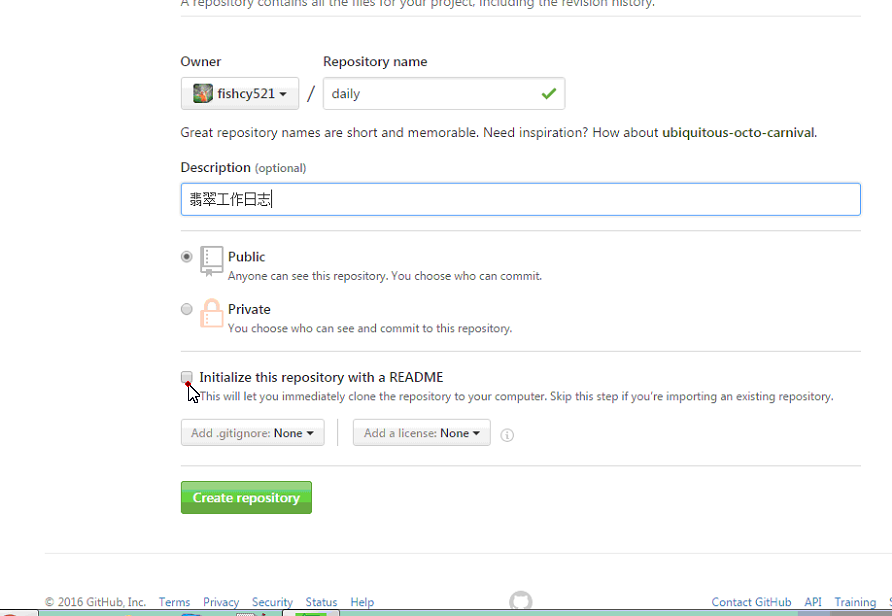 A repository contains all the files for your project, including the revision history.
Owner Repository name
fishcy521 / daily
Great repository names are short and memorable. Need inspiration? How about ubiquitous-octo-carnival.
Description (optional)
翡翠工作日志
Public
Anyone can see this repository. You choose who can commit.
Private
You choose who can see and commit to this repository.
Initialize this repository with a README
This will let you immediately clone the repository to your computer. Skip this step if you're importing an existing repository.
Add .gitignore: None Add a license: None
Create repository
© 2016 GitHub, Inc. Terms Privacy Security Status Help Contact GitHub API Training